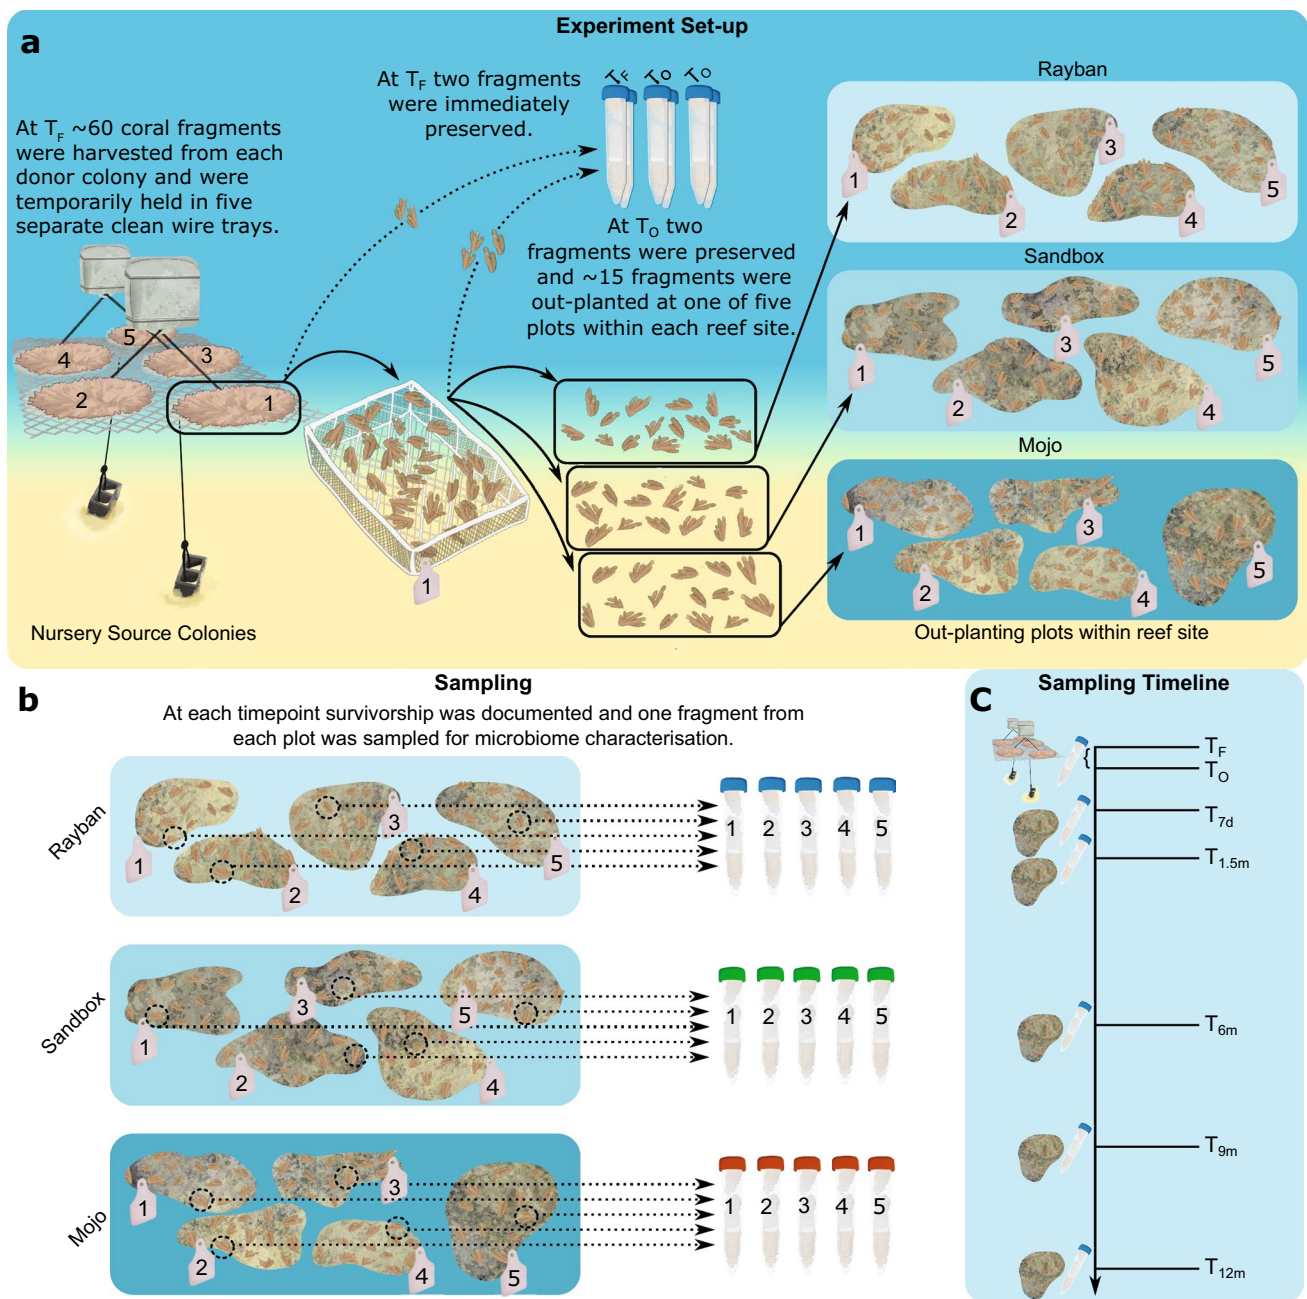 Experiment Set-up
a
At T_F ~60 coral fragments
were harvested from each
donor colony and were
temporarily held in five
separate clean wire trays.
At T_F two fragments
were immediately
preserved.
T_F T_O T_O
At T_O two
fragments were preserved
and ~15 fragments were
out-planted at one of five
plots within each reef site.
5
4
3
2
1
1
Nursery Source Colonies
Rayban
1
2
3
4
5
Sandbox
1
2
3
4
5
Mojo
1
2
3
4
5
Out-planting plots within reef site
b
Sampling
At each timepoint survivorship was documented and one fragment from
each plot was sampled for microbiome characterisation.
Rayban
1
2
3
4
5
1 2 3 4 5
Sandbox
1
2
3
4
5
1 2 3 4 5
Mojo
1
2
3
4
5
1 2 3 4 5
C
Sampling Timeline
{
T_F
T_O
T_7d
T_1.5m
T_6m
T_9m
T_12m